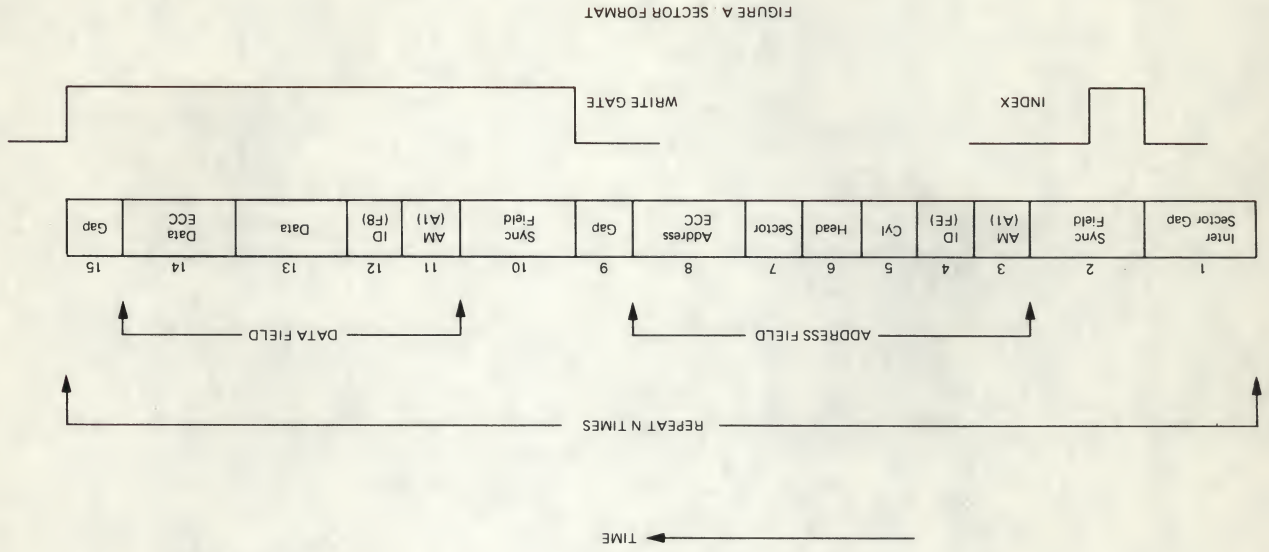 TIME
REPEAT N TIMES
ADDRESS FIELD DATA FIELD
1 2 3 4 5 6 7 8 9 10 11 12 13 14 15
Inter
Sector Gap
Sync
Field
AM
(A1)
ID
(FE)
Cyl
Head
Sector
Address
ECC
Gap
Sync
Field
AM
(A1)
ID
(F8)
Data
Data
ECC
Gap
INDEX WRITE GATE
FIGURE A. SECTOR FORMAT